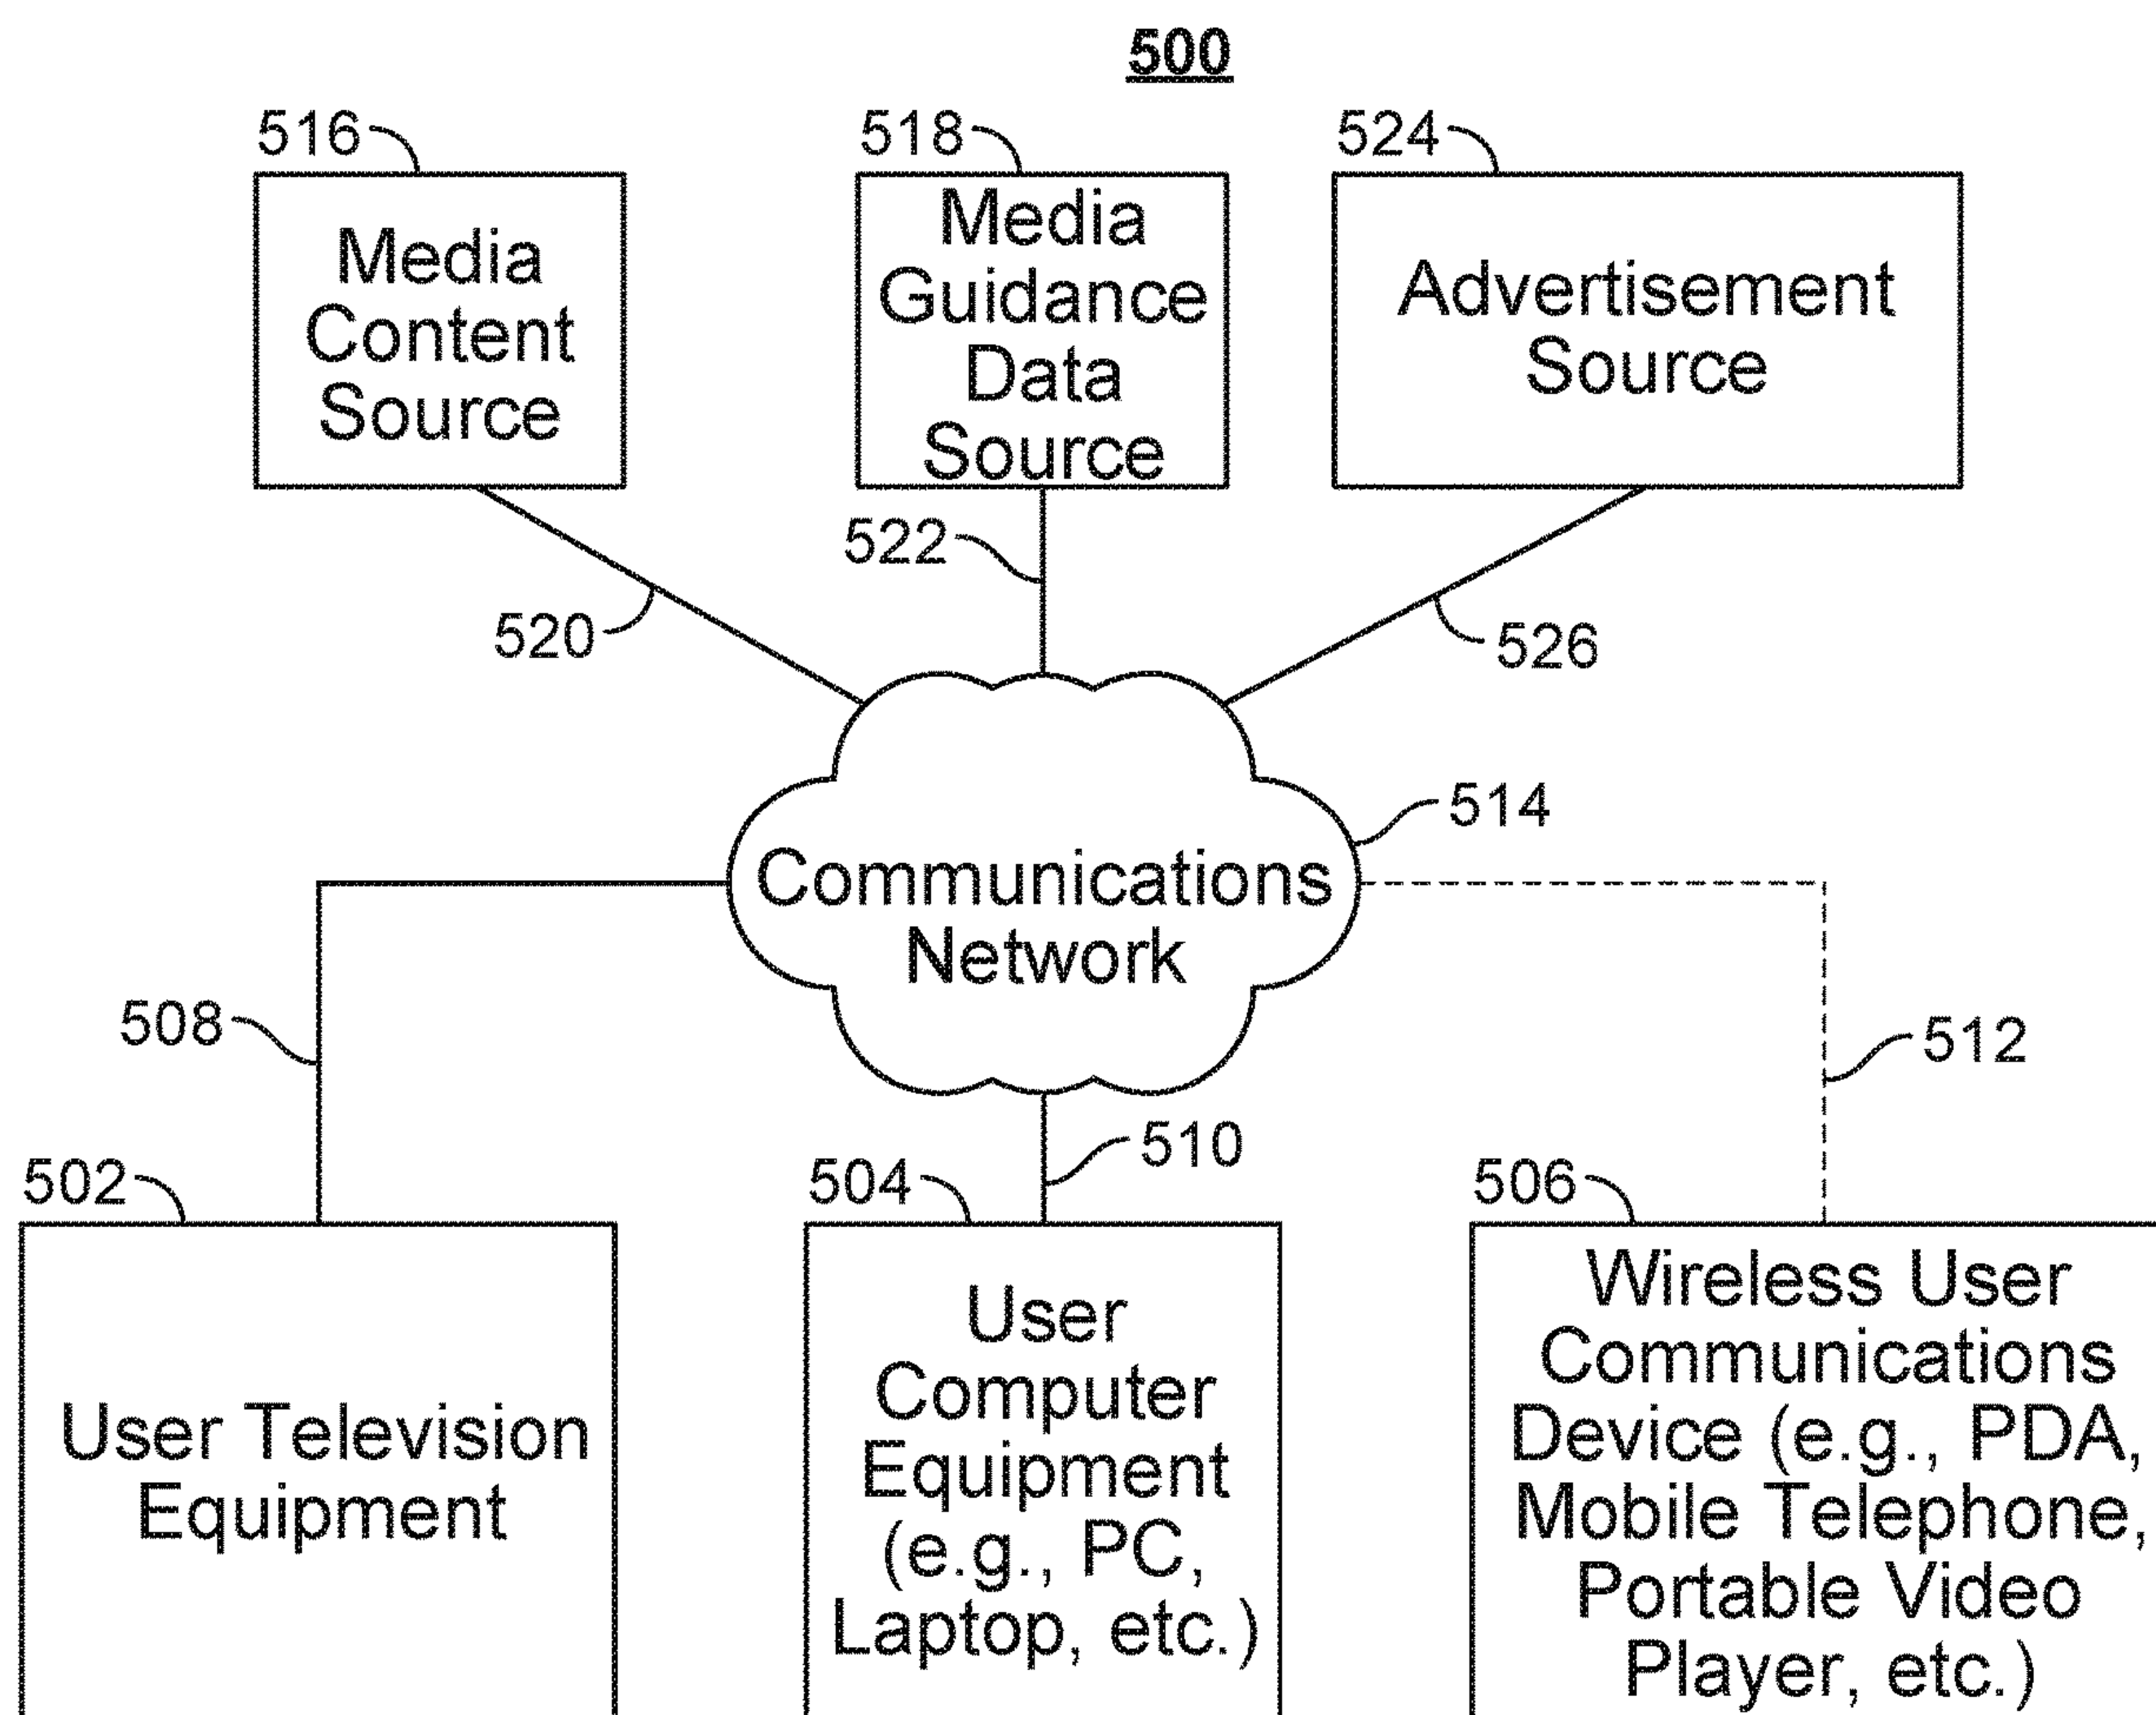 500
516
518
524
Media
Content
Source
Media
Guidance
Data
Source
Advertisement
Source
522
520
526
514
Communications
Network
508
512
510
502
504
506
User Television
Equipment
User
Computer
Equipment
(e.g., PC,
Laptop, etc.)
Wireless User
Communications
Device (e.g., PDA,
Mobile Telephone,
Portable Video
Player, etc.)